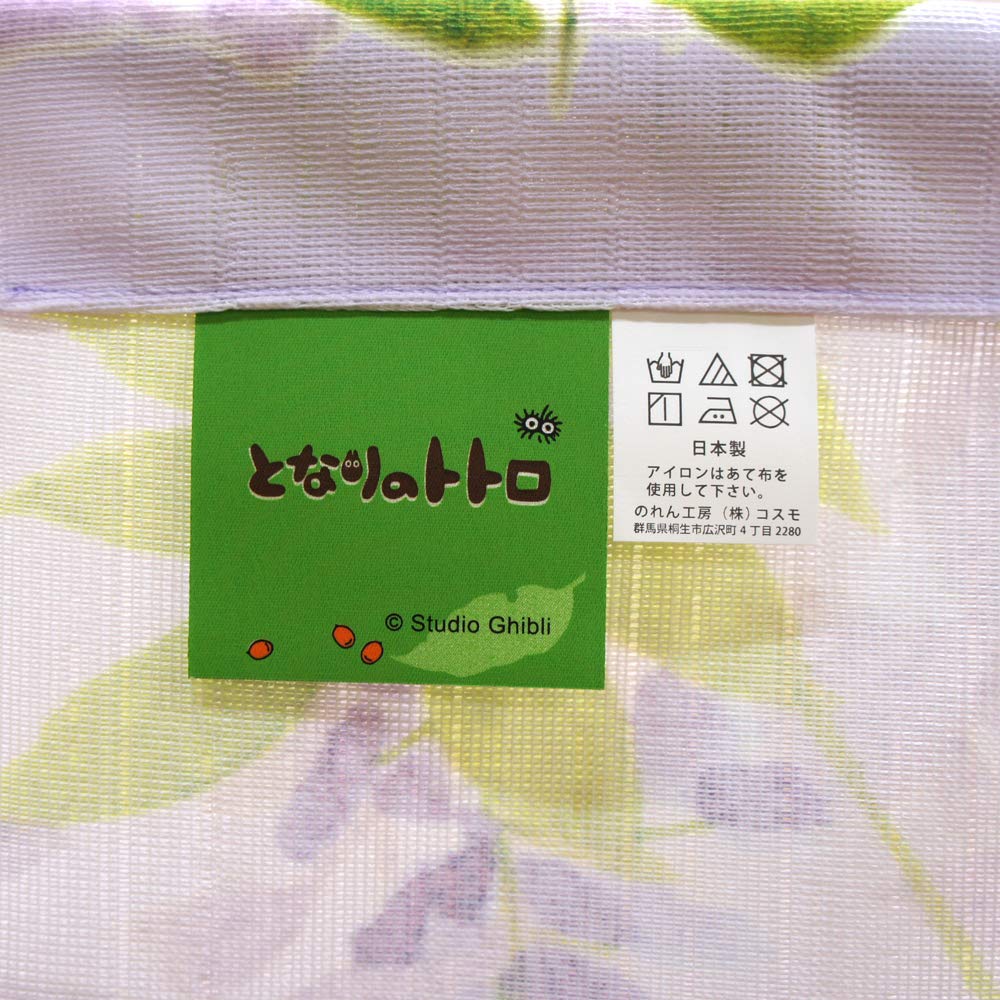 となりのトトロ
© Studio Ghibli
日本製
アイロンはあて布を
使用して下さい。
のれん工房（株）コスモ
群馬県桐生市広沢町4丁目2280